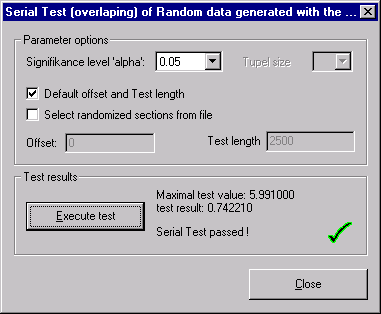 Serial Test (overlaping) of Random data generated with the ...
Parameter options
Signifikance level 'alpha': 0.05 Tupel size
Default offset and Test length
Select randomized sections from file
Offset: 0 Test length 2500
Test results
Maximal test value: 5.991000
test result: 0.742210
Execute test
Serial Test passed !
Close